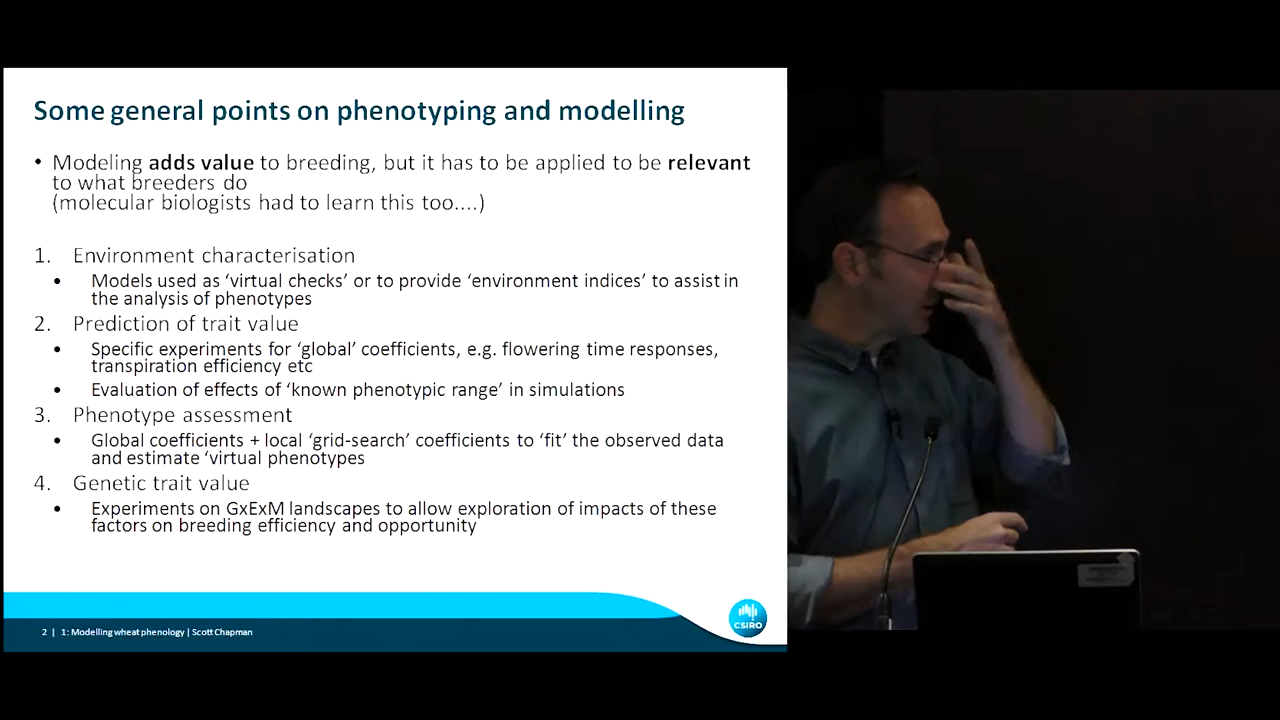 Some general points on phenotyping and modelling
• Modeling adds value to breeding, but it has to be applied to be relevant
to what breeders do
(molecular biologists had to learn this too....)
1. Environment characterisation
• Models used as ‘virtual checks’ or to provide ‘environment indices’ to assist in
the analysis of phenotypes
2. Prediction of trait value
• Specific experiments for ‘global’ coefficients, e.g. flowering time responses,
transpiration efficiency etc
• Evaluation of effects of ‘known phenotypic range’ in simulations
3. Phenotype assessment
• Global coefficients + local ‘grid-search’ coefficients to ‘fit’ the observed data
and estimate ‘virtual phenotypes
4. Genetic trait value
• Experiments on GxExM landscapes to allow exploration of impacts of these
factors on breeding efficiency and opportunity
CSIRO
2 | 1: Modelling wheat phenology | Scott Chapman